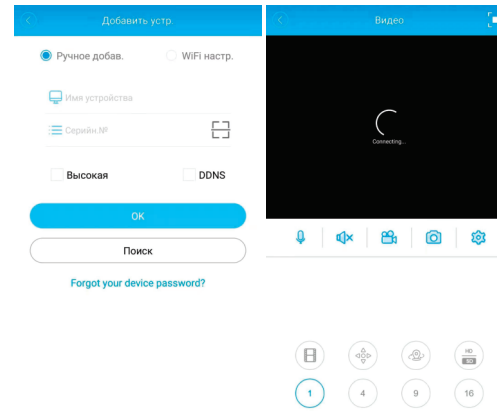 Добавить устр.
Ручное добав.
WiFi настр.
Имя устройства
Серийн.№
Высокая
DDNS
OK
Поиск
Forgot your device password?
Видео
Connecting...
HD
SD
1
4
9
16